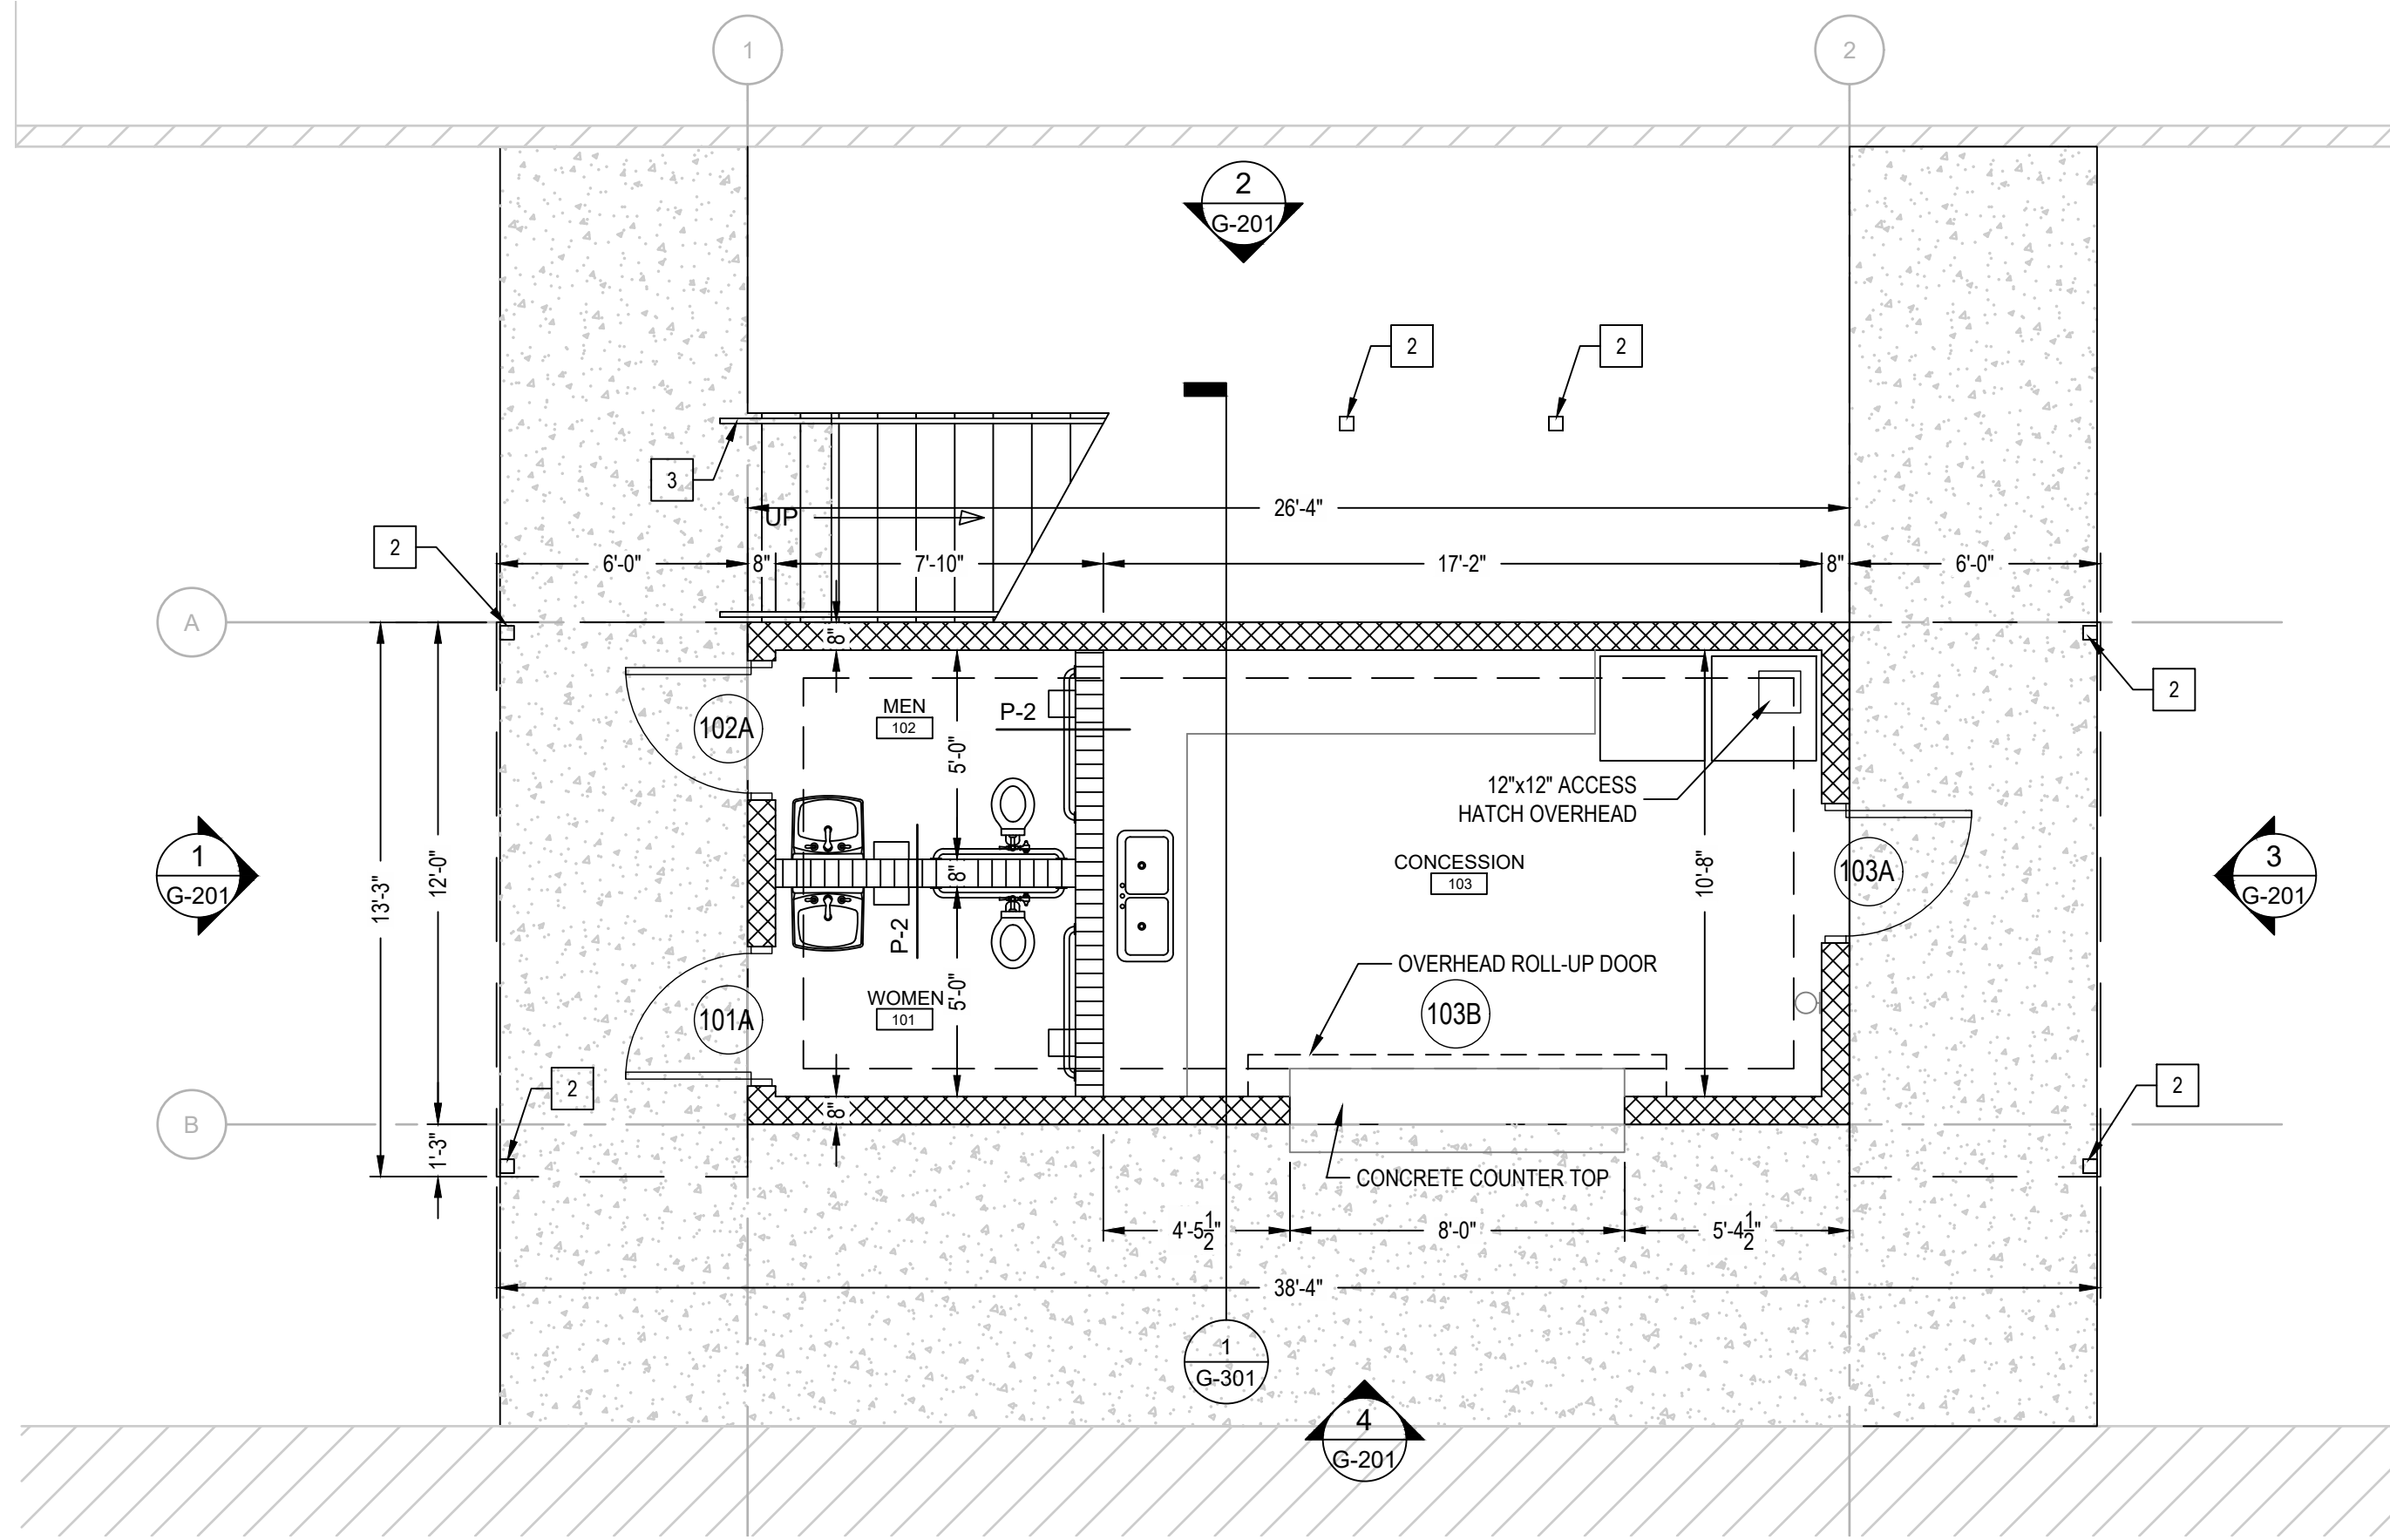 1
2
2
G-201
2
2
3
UP
26'-4"
2
6'-0"
8"
7'-10"
17'-2"
8"
6'-0"
A
8"
2
MEN
102
P-2
102A
5'-0"
12"x12" ACCESS
HATCH OVERHEAD
1
G-201
13'-3"
12'-0"
8"
CONCESSION
103
10'-8"
103A
3
G-201
P-2
OVERHEAD ROLL-UP DOOR
WOMEN
101
5'-0"
101A
103B
2
2
B
8"
1'-3"
CONCRETE COUNTER TOP
4'-5 1/2"
8'-0"
5'-4 1/2"
38'-4"
1
G-301
4
G-201